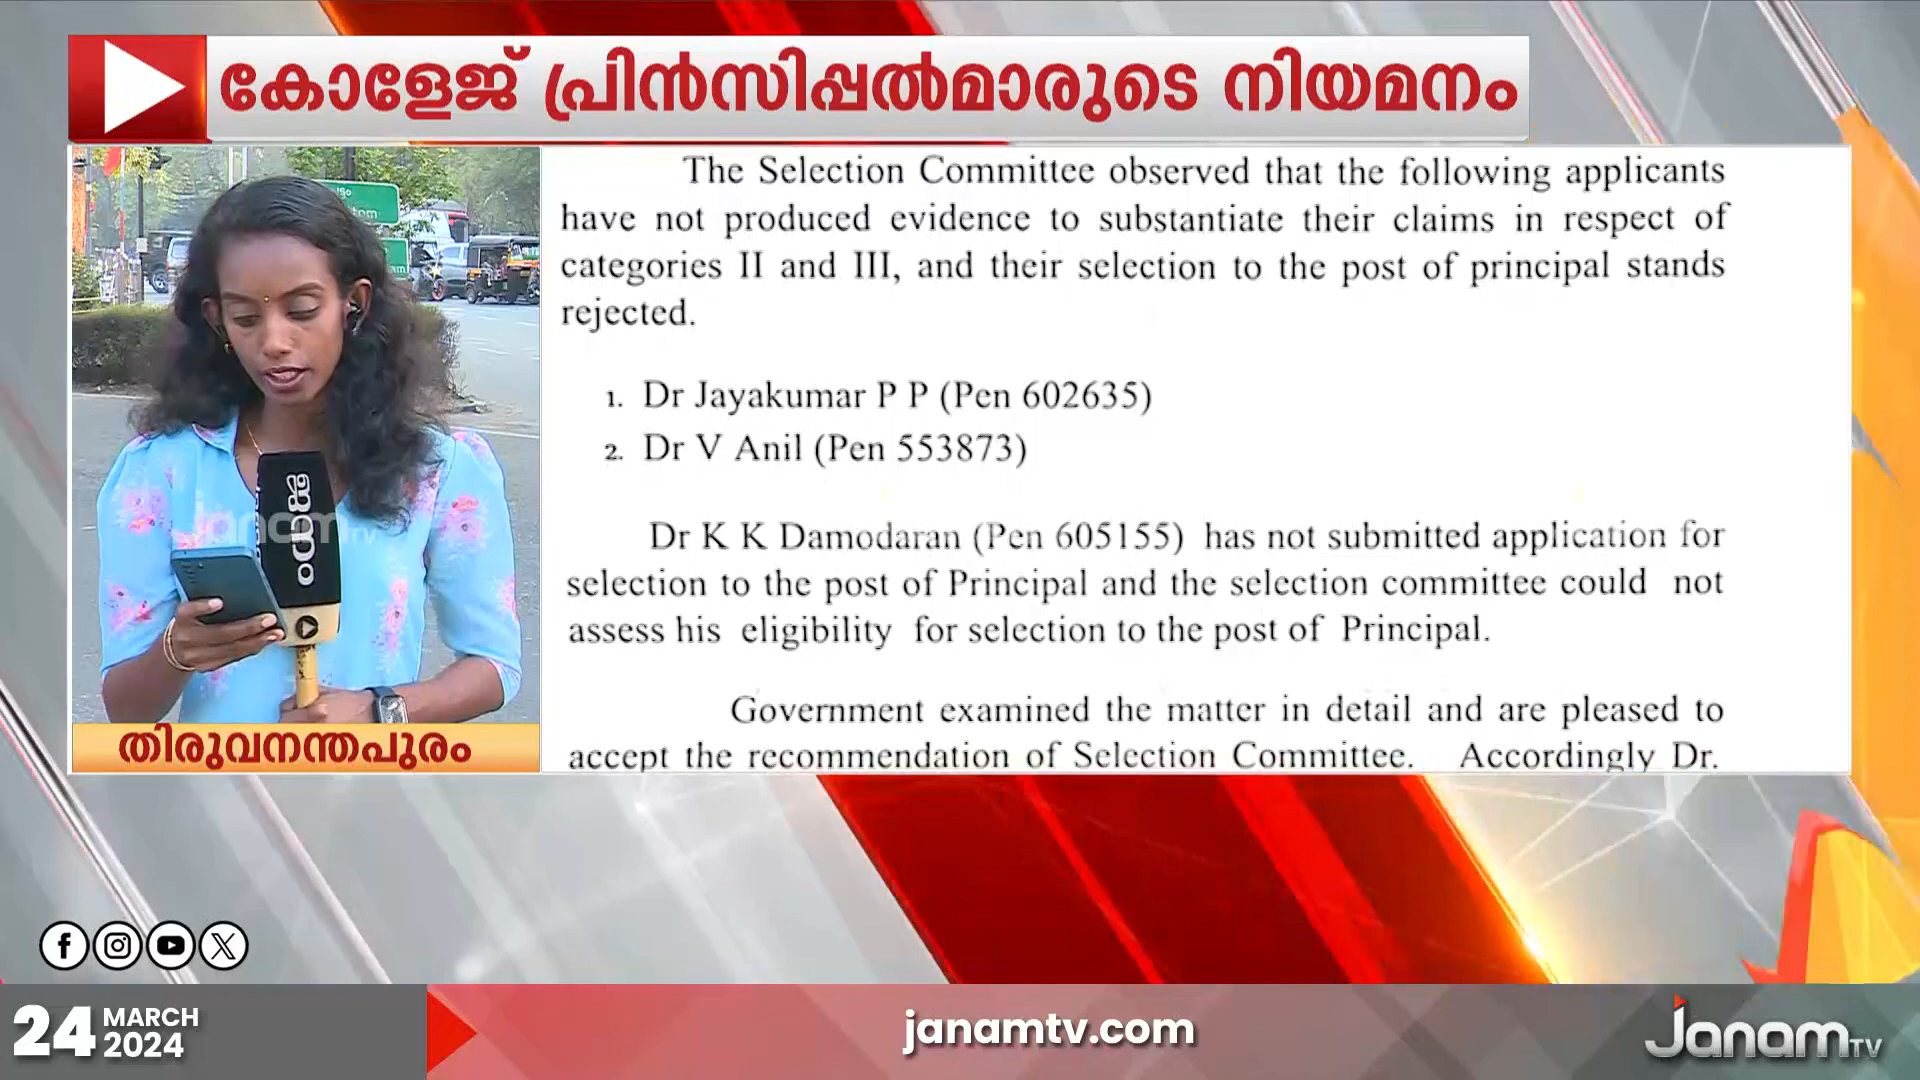 കോളേജ് പ്രിൻസിപ്പൽമാരുടെ നിയമനം
The Selection Committee observed that the following applicants
have not produced evidence to substantiate their claims in respect of
categories II and III, and their selection to the post of principal stands
rejected.
1. Dr Jayakumar P P (Pen 602635)
2. Dr V Anil (Pen 553873)
Dr K K Damodaran (Pen 605155) has not submitted application for
selection to the post of Principal and the selection committee could not
assess his eligibility for selection to the post of Principal.
Government examined the matter in detail and are pleased to
accept the recommendation of Selection Committee. Accordingly Dr.
ജനം
Janam TV
തിരുവനന്തപുരം
24 MARCH
2024
janamtv.com
Janam TV